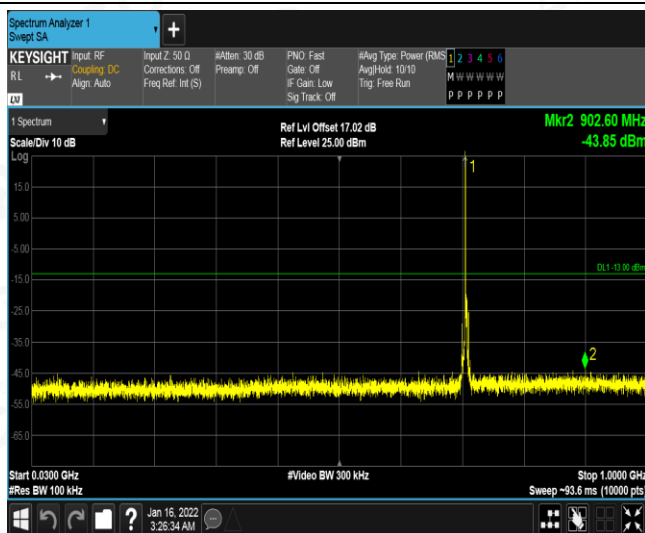 Spectrum Analyzer 1
Swept SA
+
KEYSIGHT
RL
LXI
Input: RF
Coupling: DC
Align: Auto
Input Z: 50 Ω
Corrections: Off
Freq Ref: Int (S)
#Atten: 30 dB
Preamp: Off
PNO: Fast
Gate: Off
IF Gain: Low
Sig Track: Off
#Avg Type: Power (RMS
Avg|Hold: 10/10
Trig: Free Run
1 2 3 4 5 6
M W W W W W
P P P P P P
1 Spectrum
Scale/Div 10 dB
Log
Ref Lvl Offset 17.02 dB
Ref Level 25.00 dBm
Mkr2 902.60 MHz
-43.85 dBm
1
15.0
5.00
-5.00
DL1 -13.00 dBm
-15.0
-25.0
-35.0
2
-45.0
-55.0
-65.0
Start 0.0300 GHz
#Res BW 100 kHz
#Video BW 300 kHz
Stop 1.0000 GHz
Sweep ~93.6 ms (10000 pts)
?
Jan 16, 2022
3:26:34 AM